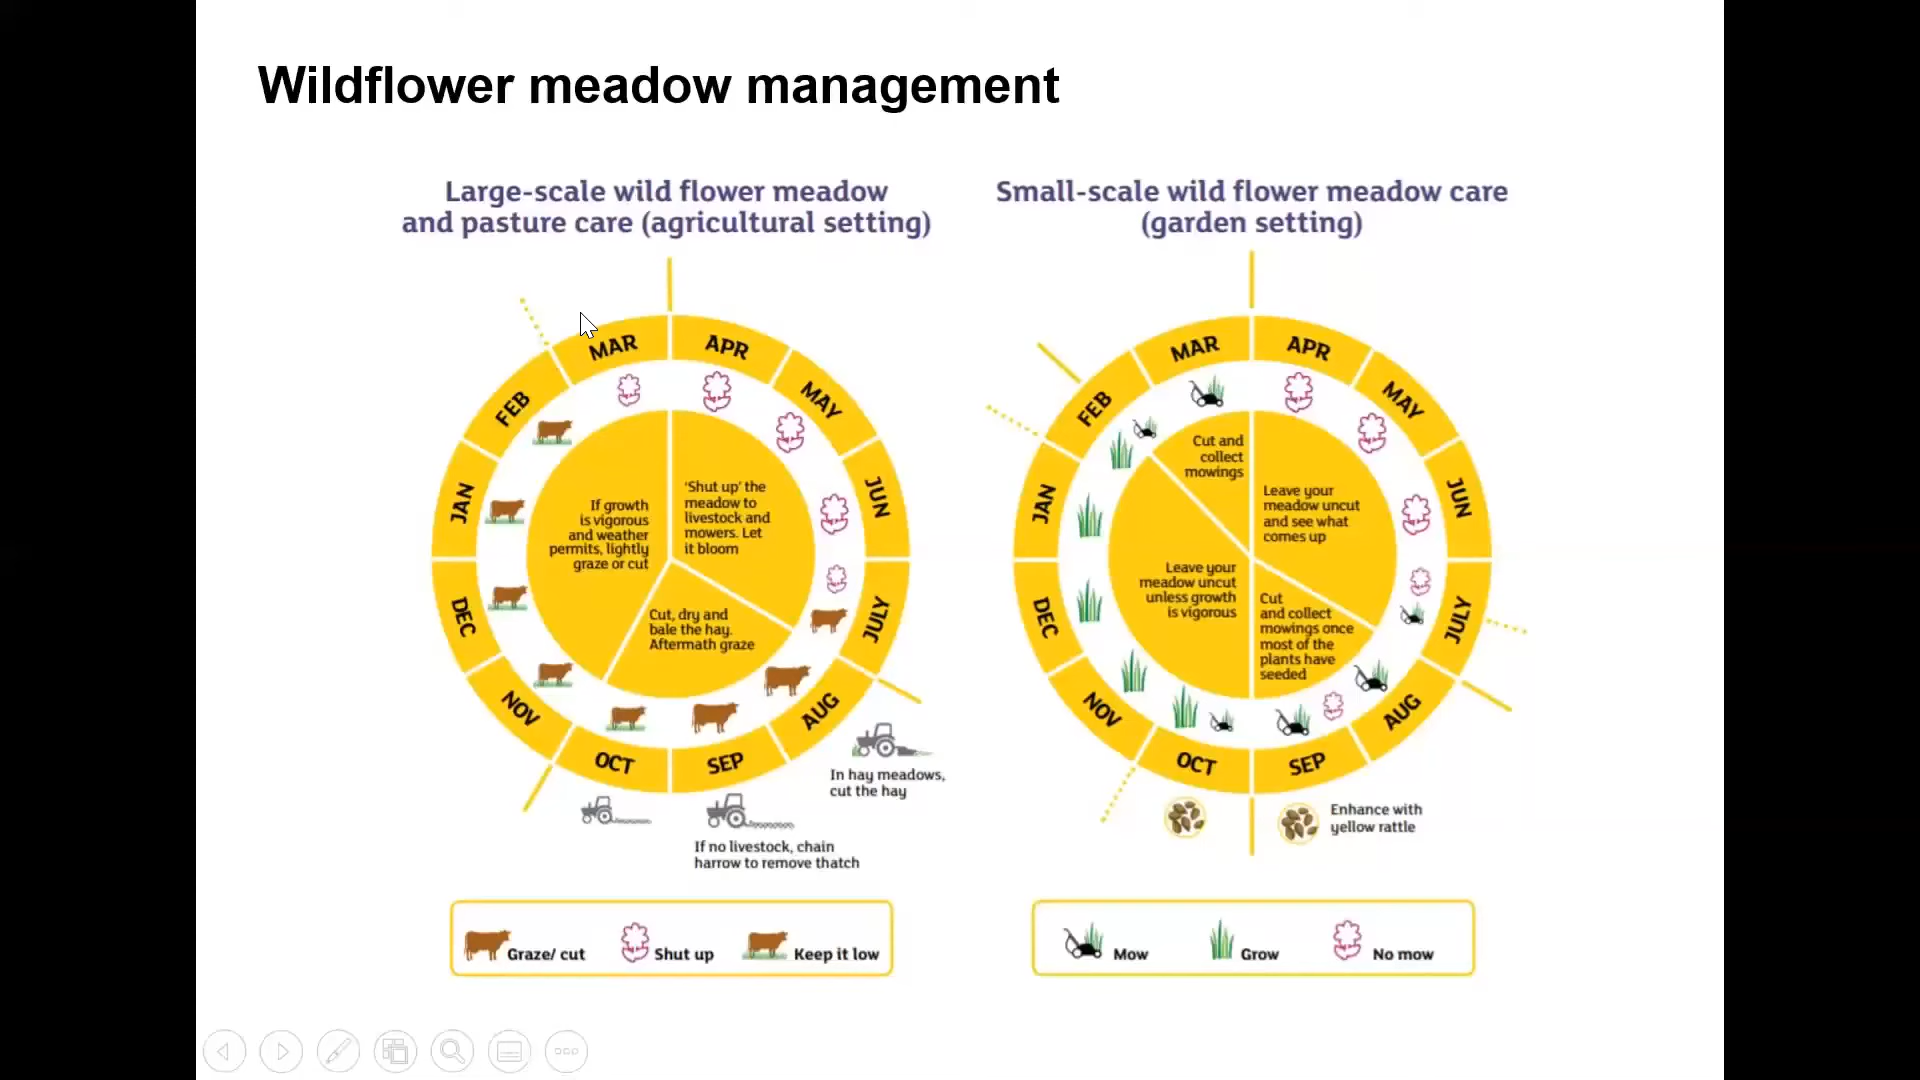 Wildflower meadow management
Large-scale wild flower meadow
and pasture care (agricultural setting)
MAR
APR
MAY
JUN
JULY
AUG
SEP
OCT
NOV
DEC
JAN
FEB
If growth
is vigorous
and weather
permits, lightly
graze or cut
'Shut up' the
meadow to
livestock and
mowers. Let
it bloom
Cut, dry and
bale the hay.
Aftermath graze
In hay meadows,
cut the hay
If no livestock, chain
harrow to remove thatch
Graze/ cut
Shut up
Keep it low
Small-scale wild flower meadow care
(garden setting)
MAR
APR
MAY
JUN
JULY
AUG
SEP
OCT
NOV
DEC
JAN
FEB
Cut and
collect
mowings
Leave your
meadow uncut
and see what
comes up
Leave your
meadow uncut
unless growth
is vigorous
Cut
and collect
mowings once
most of the
plants have
seeded
Enhance with
yellow rattle
Mow
Grow
No mow